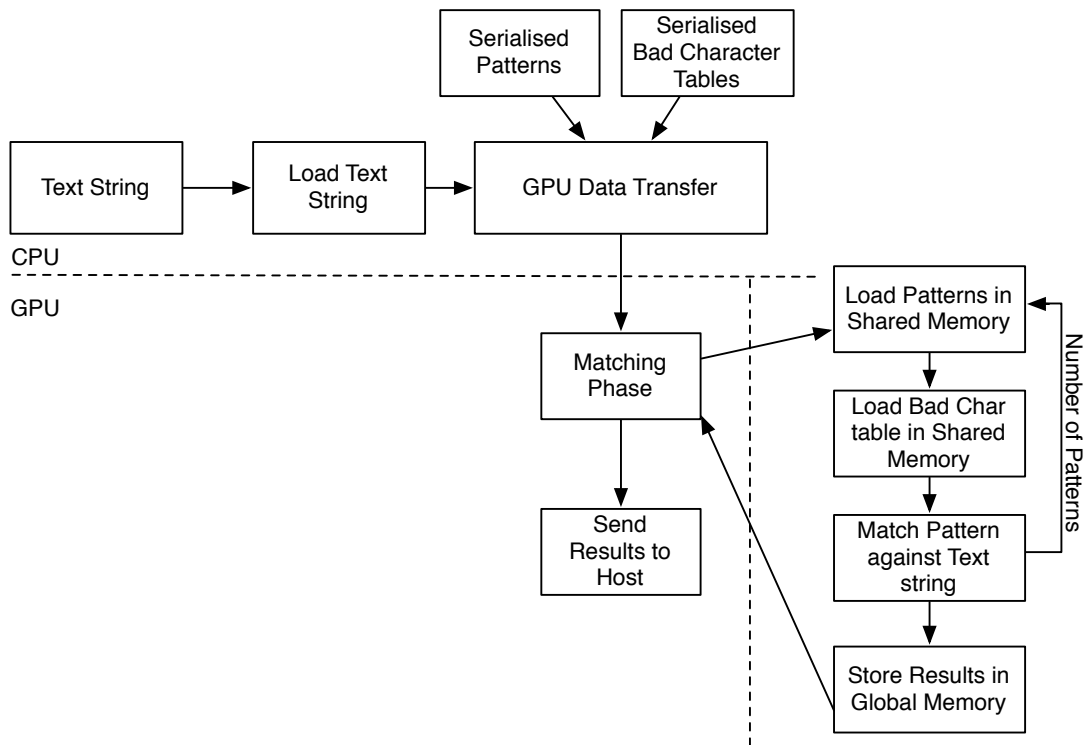 Serialised
Patterns
Serialised
Bad Character
Tables
Text String
Load Text
String
GPU Data Transfer
CPU
GPU
Load Patterns in
Shared Memory
Matching
Phase
Number of Patterns
Load Bad Char
table in Shared
Memory
Send
Results to
Host
Match Pattern
against Text
string
Store Results in
Global Memory